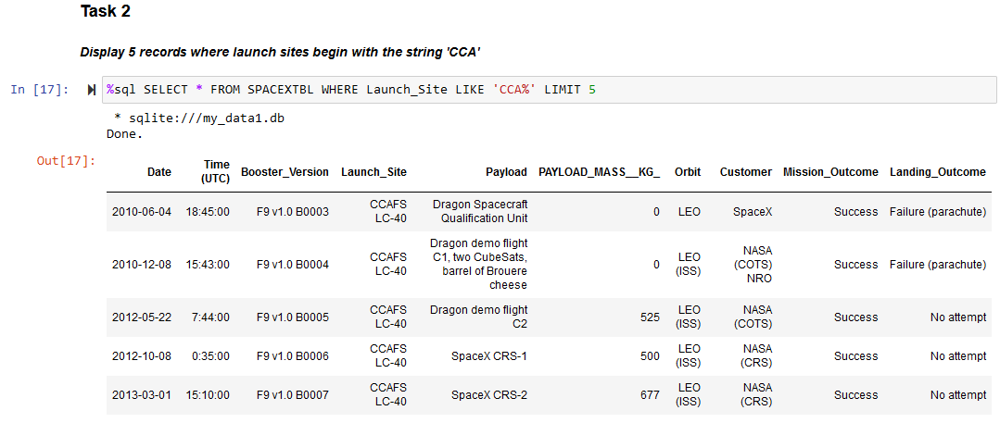 Task 2
Display 5 records where launch sites begin with the string 'CCA'
In [17]: %sql SELECT * FROM SPACEXTBL WHERE Launch_Site LIKE 'CCA%' LIMIT 5
* sqlite:///my_data1.db
Done.
Out[17]:
Date Time (UTC) Booster_Version Launch_Site Payload PAYLOAD_MASS__KG_ Orbit Customer Mission_Outcome Landing_Outcome
2010-06-04 18:45:00 F9 v1.0 B0003 CCAFS LC-40 Dragon Spacecraft Qualification Unit 0 LEO SpaceX Success Failure (parachute)
2010-12-08 15:43:00 F9 v1.0 B0004 CCAFS LC-40 Dragon demo flight C1, two CubeSats, barrel of Brouere cheese 0 LEO (ISS) NASA (COTS) NRO Success Failure (parachute)
2012-05-22 7:44:00 F9 v1.0 B0005 CCAFS LC-40 Dragon demo flight C2 525 LEO (ISS) NASA (COTS) Success No attempt
2012-10-08 0:35:00 F9 v1.0 B0006 CCAFS LC-40 SpaceX CRS-1 500 LEO (ISS) NASA (CRS) Success No attempt
2013-03-01 15:10:00 F9 v1.0 B0007 CCAFS LC-40 SpaceX CRS-2 677 LEO (ISS) NASA (CRS) Success No attempt